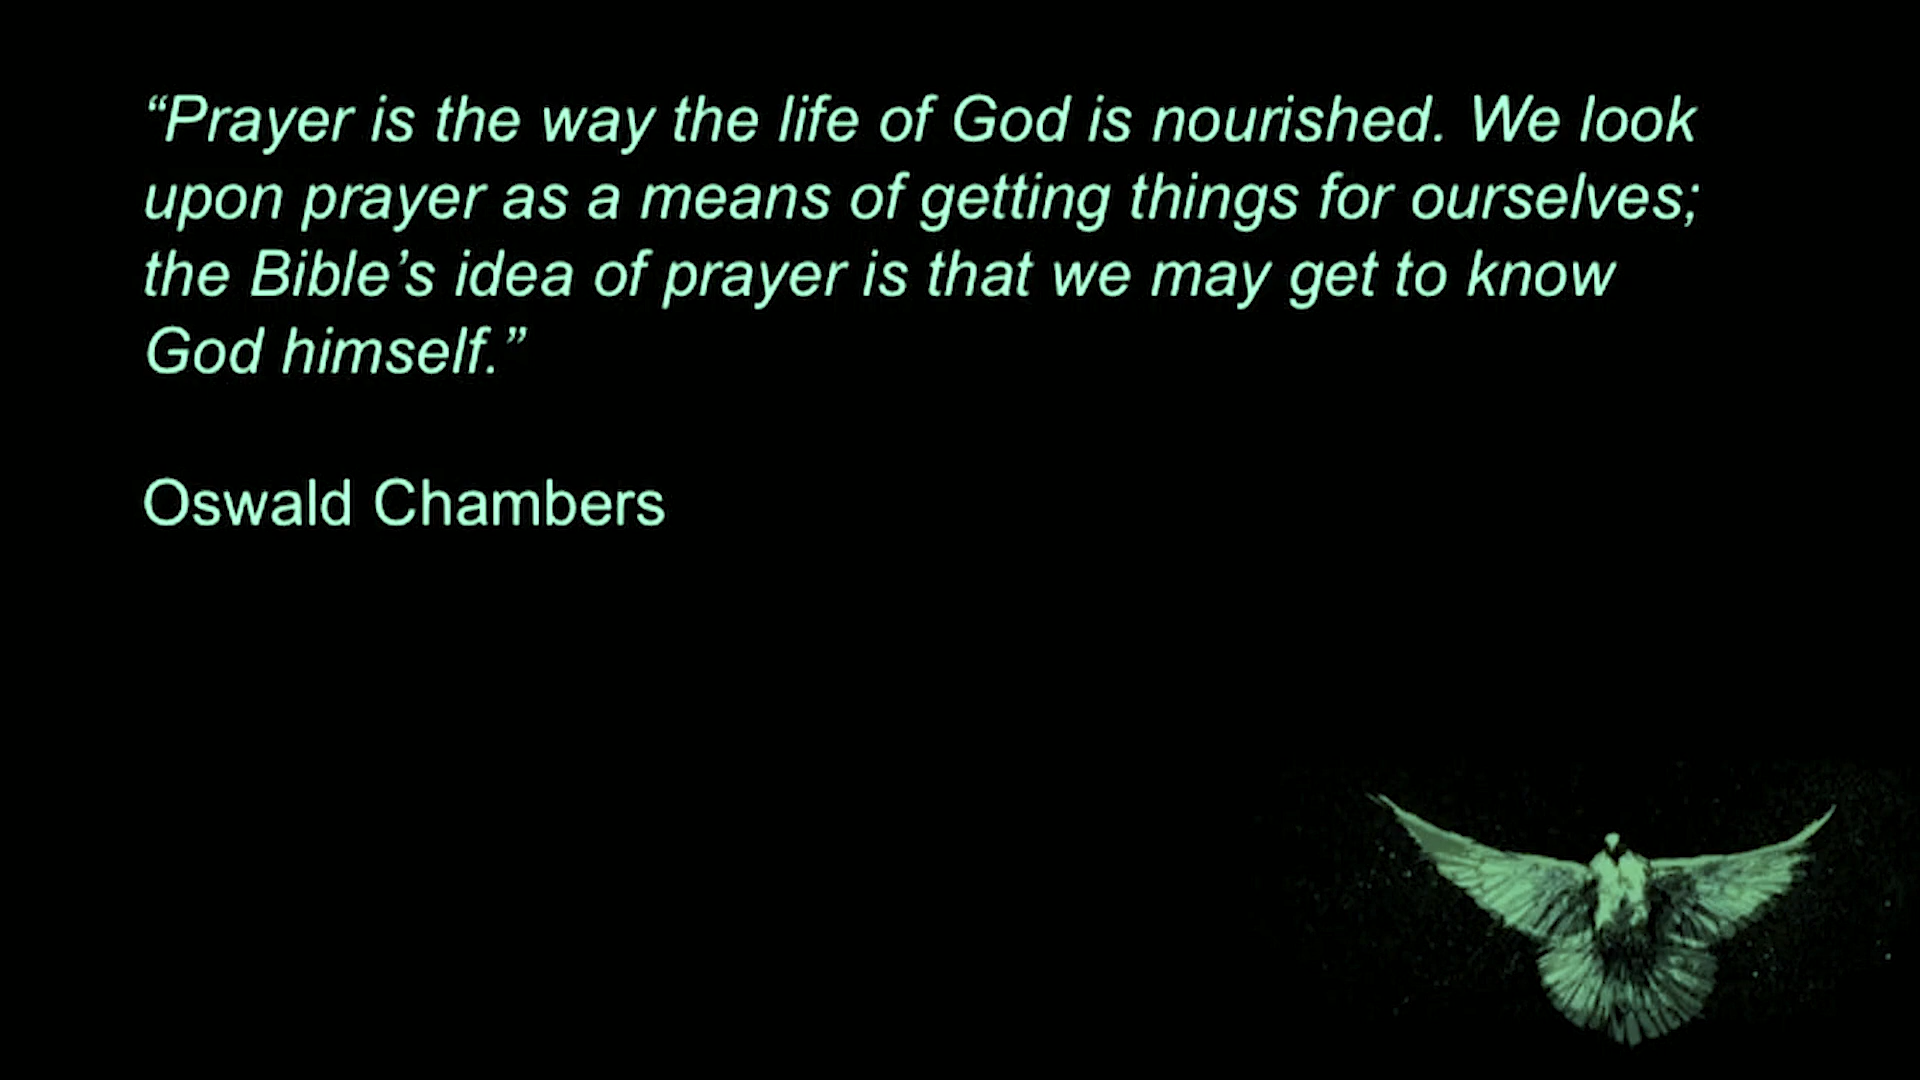 “Prayer is the way the life of God is nourished. We look
upon prayer as a means of getting things for ourselves;
the Bible’s idea of prayer is that we may get to know
God himself.”
Oswald Chambers